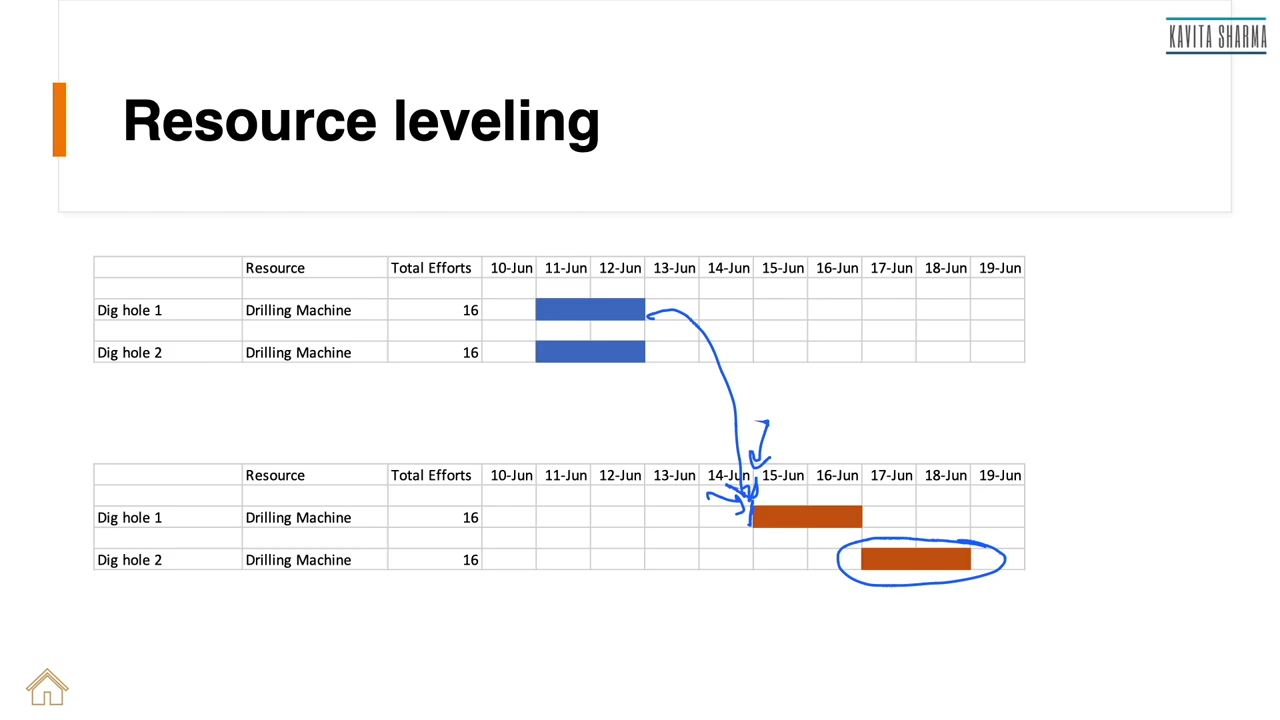 KAVITA SHARMA
Resource leveling
Resource Total Efforts 10-Jun 11-Jun 12-Jun 13-Jun 14-Jun 15-Jun 16-Jun 17-Jun 18-Jun 19-Jun
Dig hole 1 Drilling Machine 16
Dig hole 2 Drilling Machine 16
Resource Total Efforts 10-Jun 11-Jun 12-Jun 13-Jun 14-Jun 15-Jun 16-Jun 17-Jun 18-Jun 19-Jun
Dig hole 1 Drilling Machine 16
Dig hole 2 Drilling Machine 16